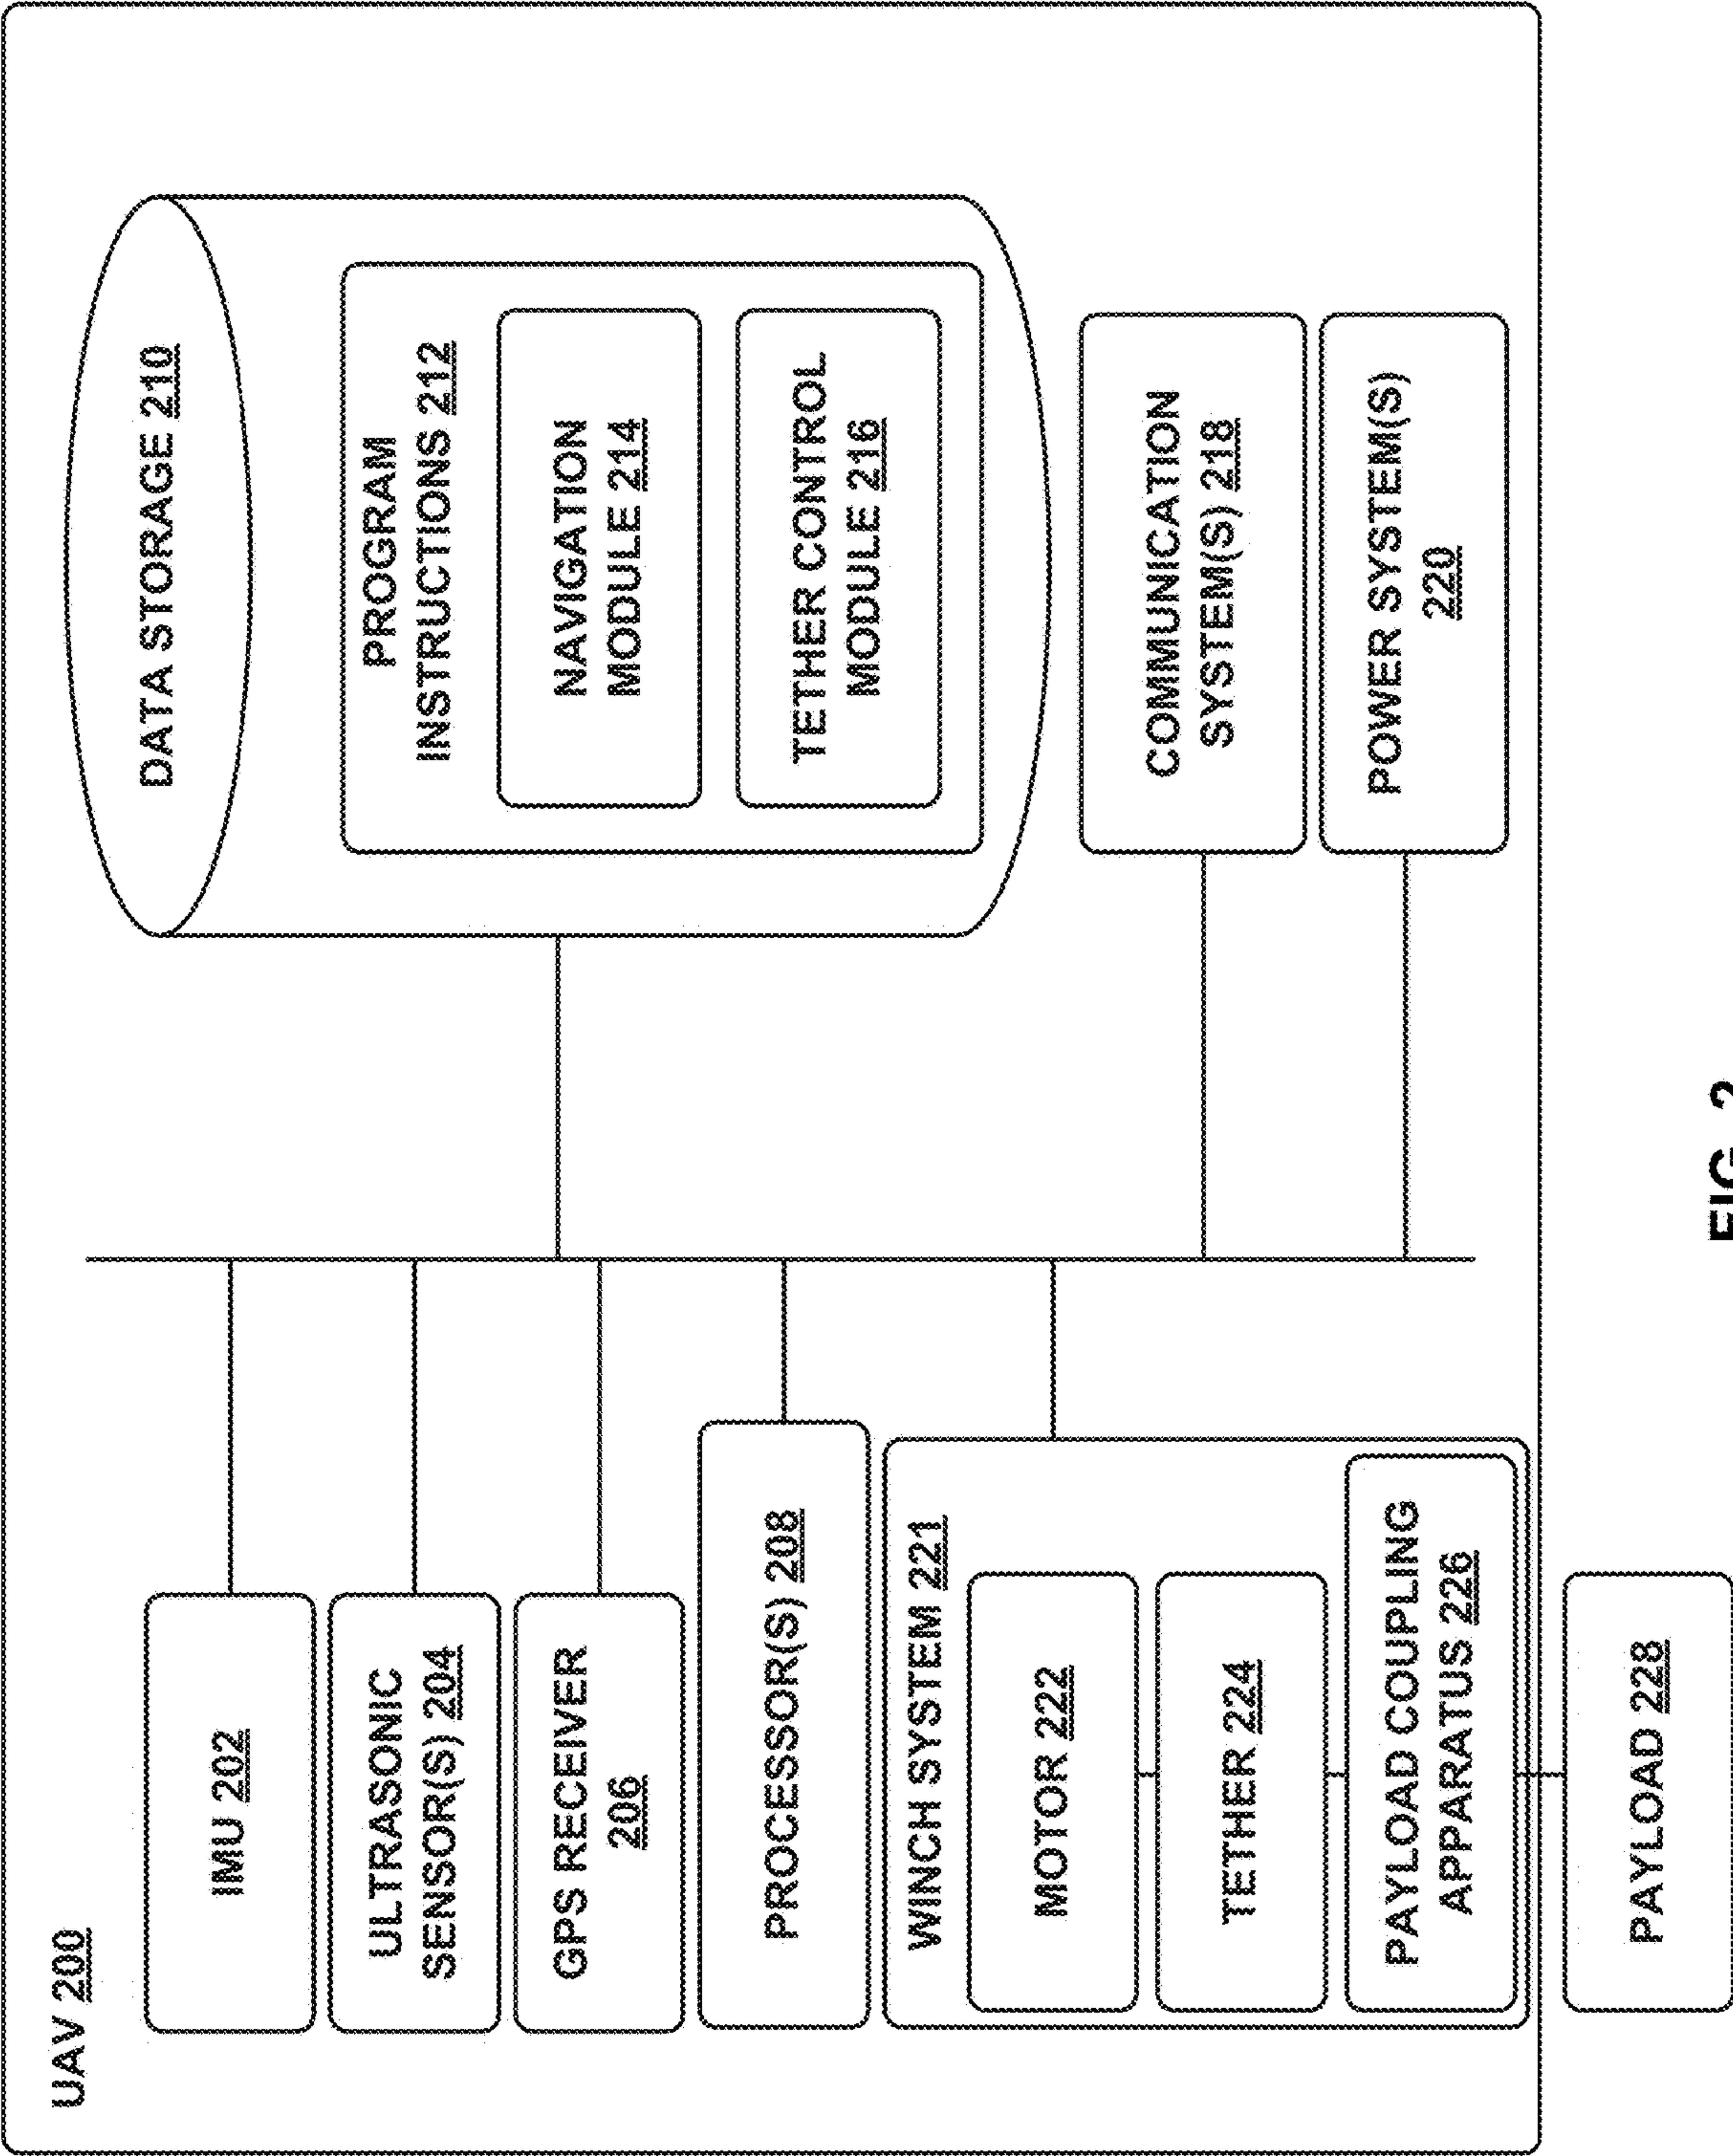 UAV 200
IMU 202
ULTRASONIC
SENSOR(S) 204
GPS RECEIVER
206
PROCESSOR(S) 208
WINCH SYSTEM 221
MOTOR 222
TETHER 224
PAYLOAD COUPLING
APPARATUS 226
PAYLOAD 228
DATA STORAGE 210
PROGRAM
INSTRUCTIONS 212
NAVIGATION
MODULE 214
TETHER CONTROL
MODULE 216
COMMUNICATION
SYSTEM(S) 218
POWER SYSTEM(S)
220
FIG. 2